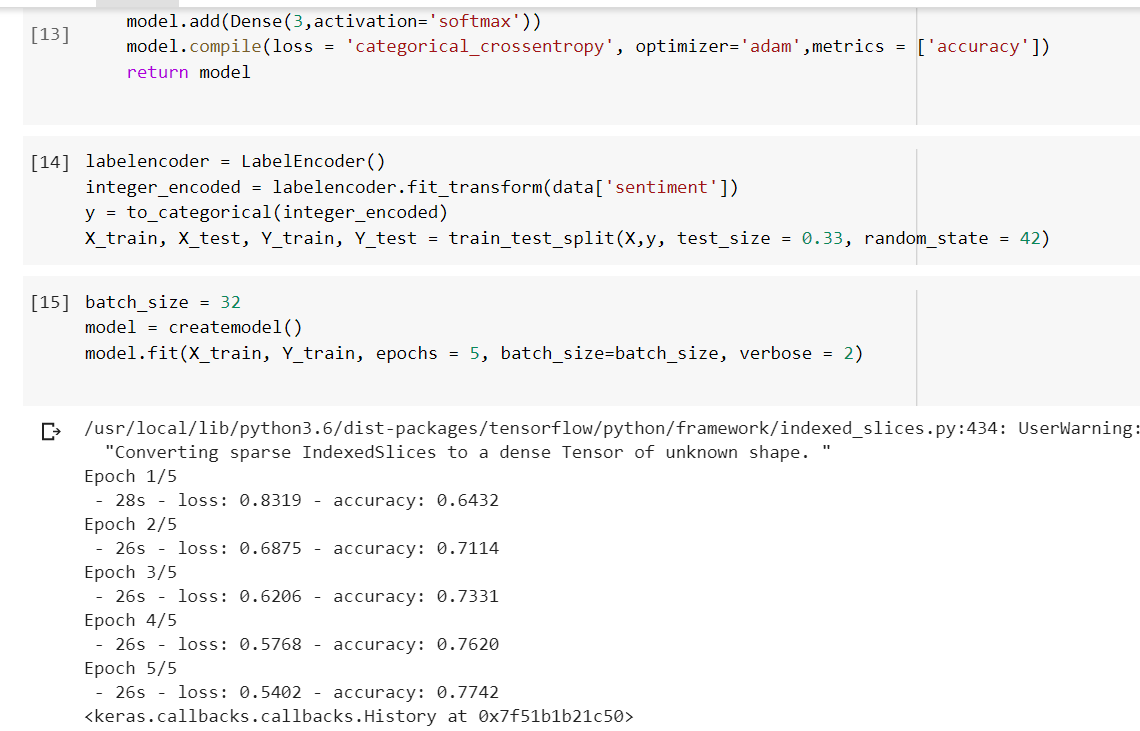 [13]
model.add(Dense(3,activation='softmax'))
model.compile(loss = 'categorical_crossentropy', optimizer='adam',metrics = ['accuracy'])
return model
[14] labelencoder = LabelEncoder()
integer_encoded = labelencoder.fit_transform(data['sentiment'])
y = to_categorical(integer_encoded)
X_train, X_test, Y_train, Y_test = train_test_split(X,y, test_size = 0.33, random_state = 42)
[15] batch_size = 32
model = createmodel()
model.fit(X_train, Y_train, epochs = 5, batch_size=batch_size, verbose = 2)
/usr/local/lib/python3.6/dist-packages/tensorflow/python/framework/indexed_slices.py:434: UserWarning:
"Converting sparse IndexedSlices to a dense Tensor of unknown shape. "
Epoch 1/5
- 28s - loss: 0.8319 - accuracy: 0.6432
Epoch 2/5
- 26s - loss: 0.6875 - accuracy: 0.7114
Epoch 3/5
- 26s - loss: 0.6206 - accuracy: 0.7331
Epoch 4/5
- 26s - loss: 0.5768 - accuracy: 0.7620
Epoch 5/5
- 26s - loss: 0.5402 - accuracy: 0.7742
<keras.callbacks.callbacks.History at 0x7f51b1b21c50>